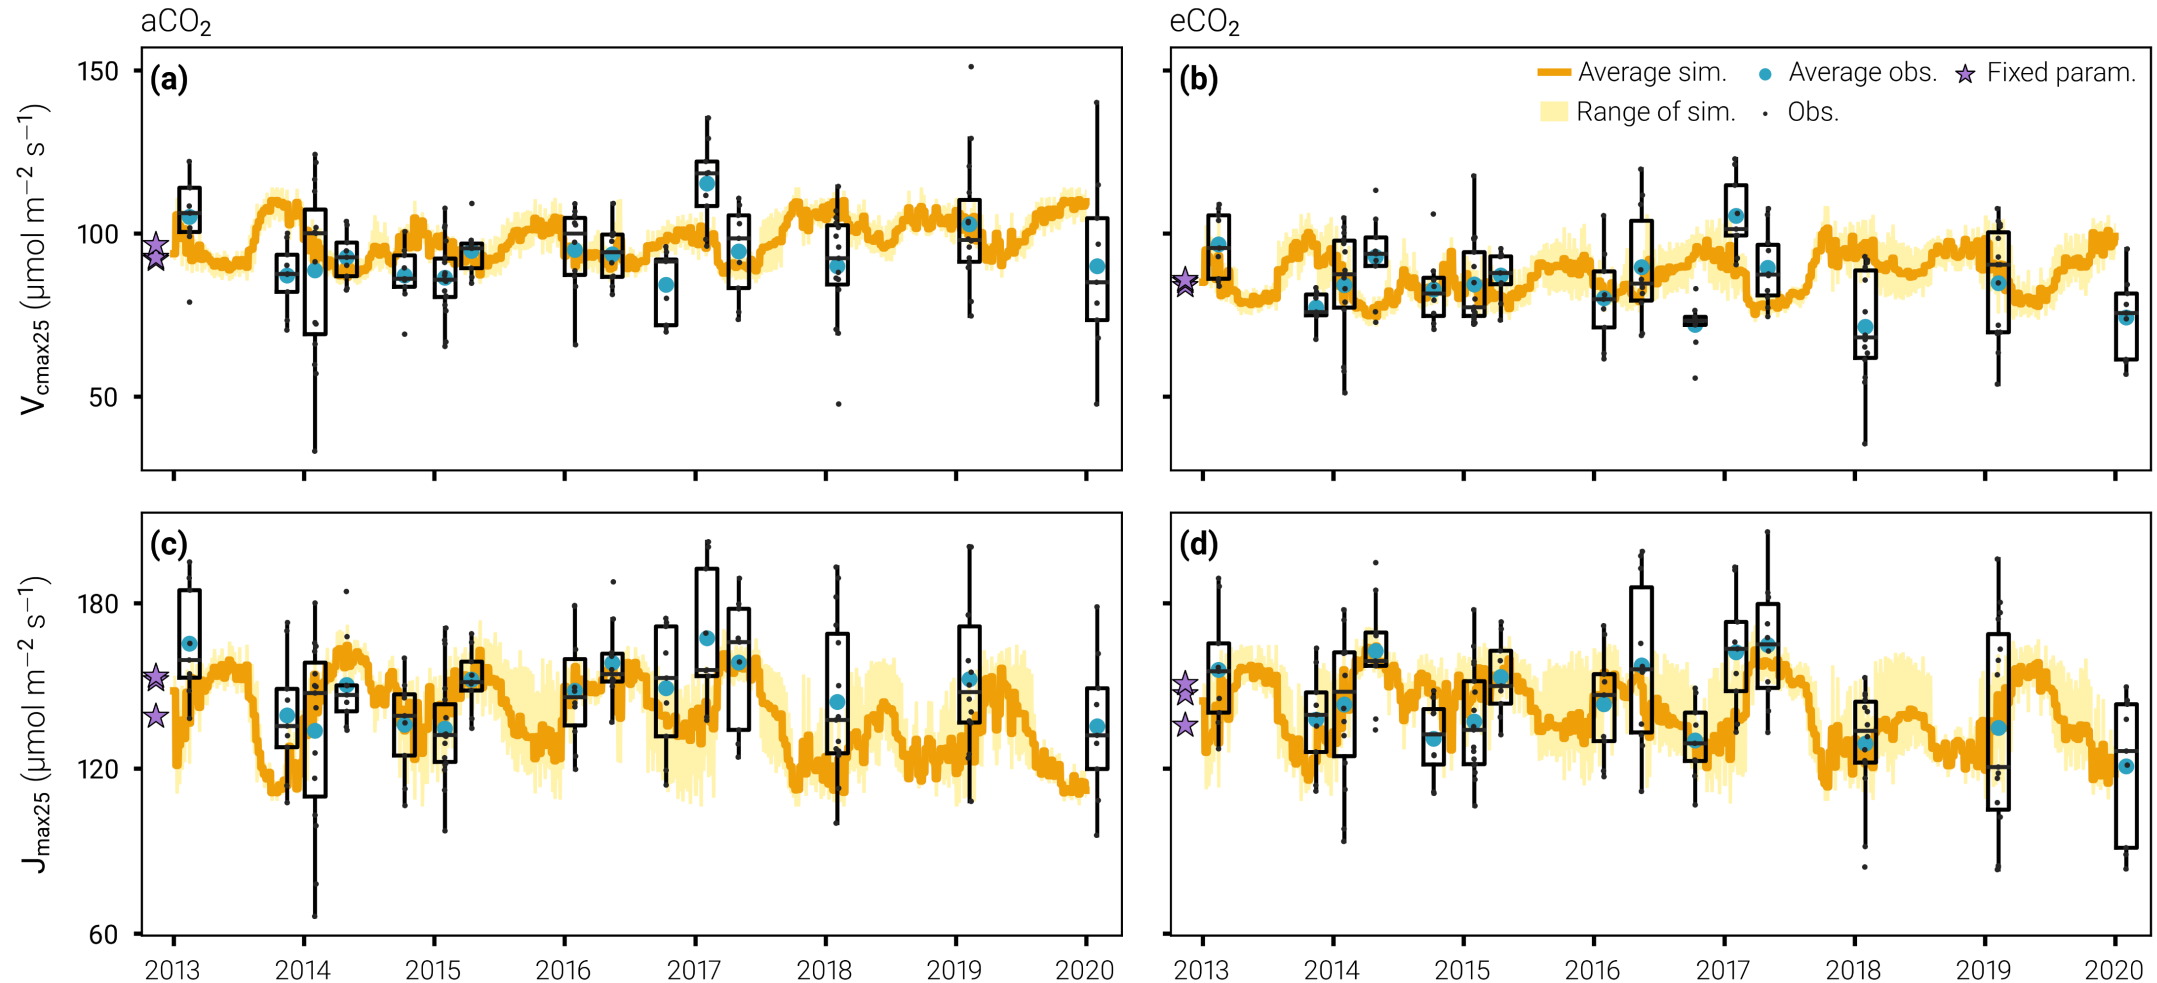 aCO₂ eCO₂
(a) (b)
Average sim. Average obs. Fixed param.
Range of sim. Obs.
150
100
50
Vcmax25 (µmol m⁻² s⁻¹)
(c) (d)
180
120
60
Jmax25 (µmol m⁻² s⁻¹)
2013 2014 2015 2016 2017 2018 2019 2020 2013 2014 2015 2016 2017 2018 2019 2020